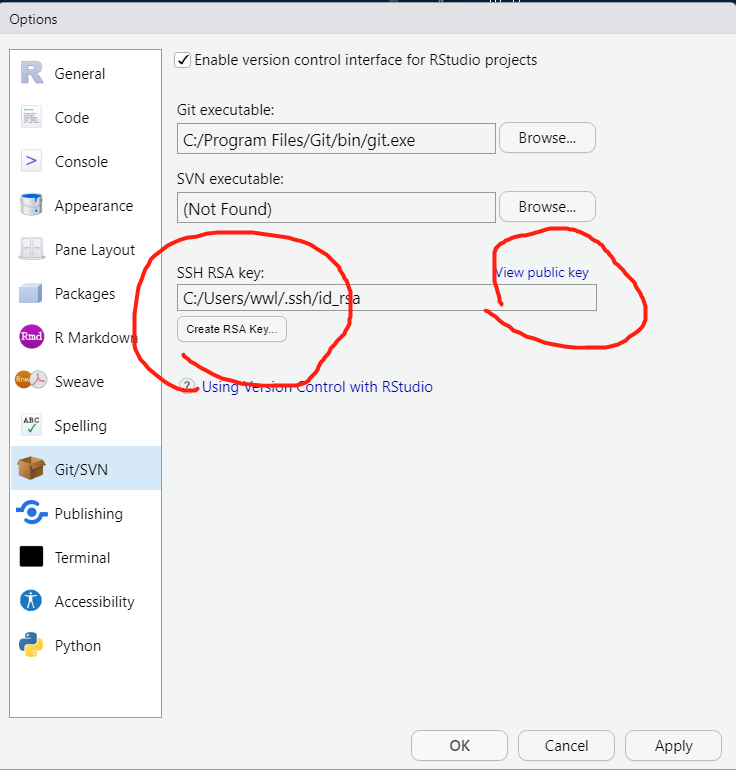 Options
General
Code
Console
Appearance
Pane Layout
Packages
Rmd R Markdown
Rnw Sweave
ABC Spelling
Git/SVN
Publishing
Terminal
Accessibility
Python
Enable version control interface for RStudio projects
Git executable:
C:/Program Files/Git/bin/git.exe Browse...
SVN executable:
(Not Found) Browse...
SSH RSA key: View public key
C:/Users/wwl/.ssh/id_rsa
Create RSA Key...
? Using Version Control with RStudio
OK Cancel Apply